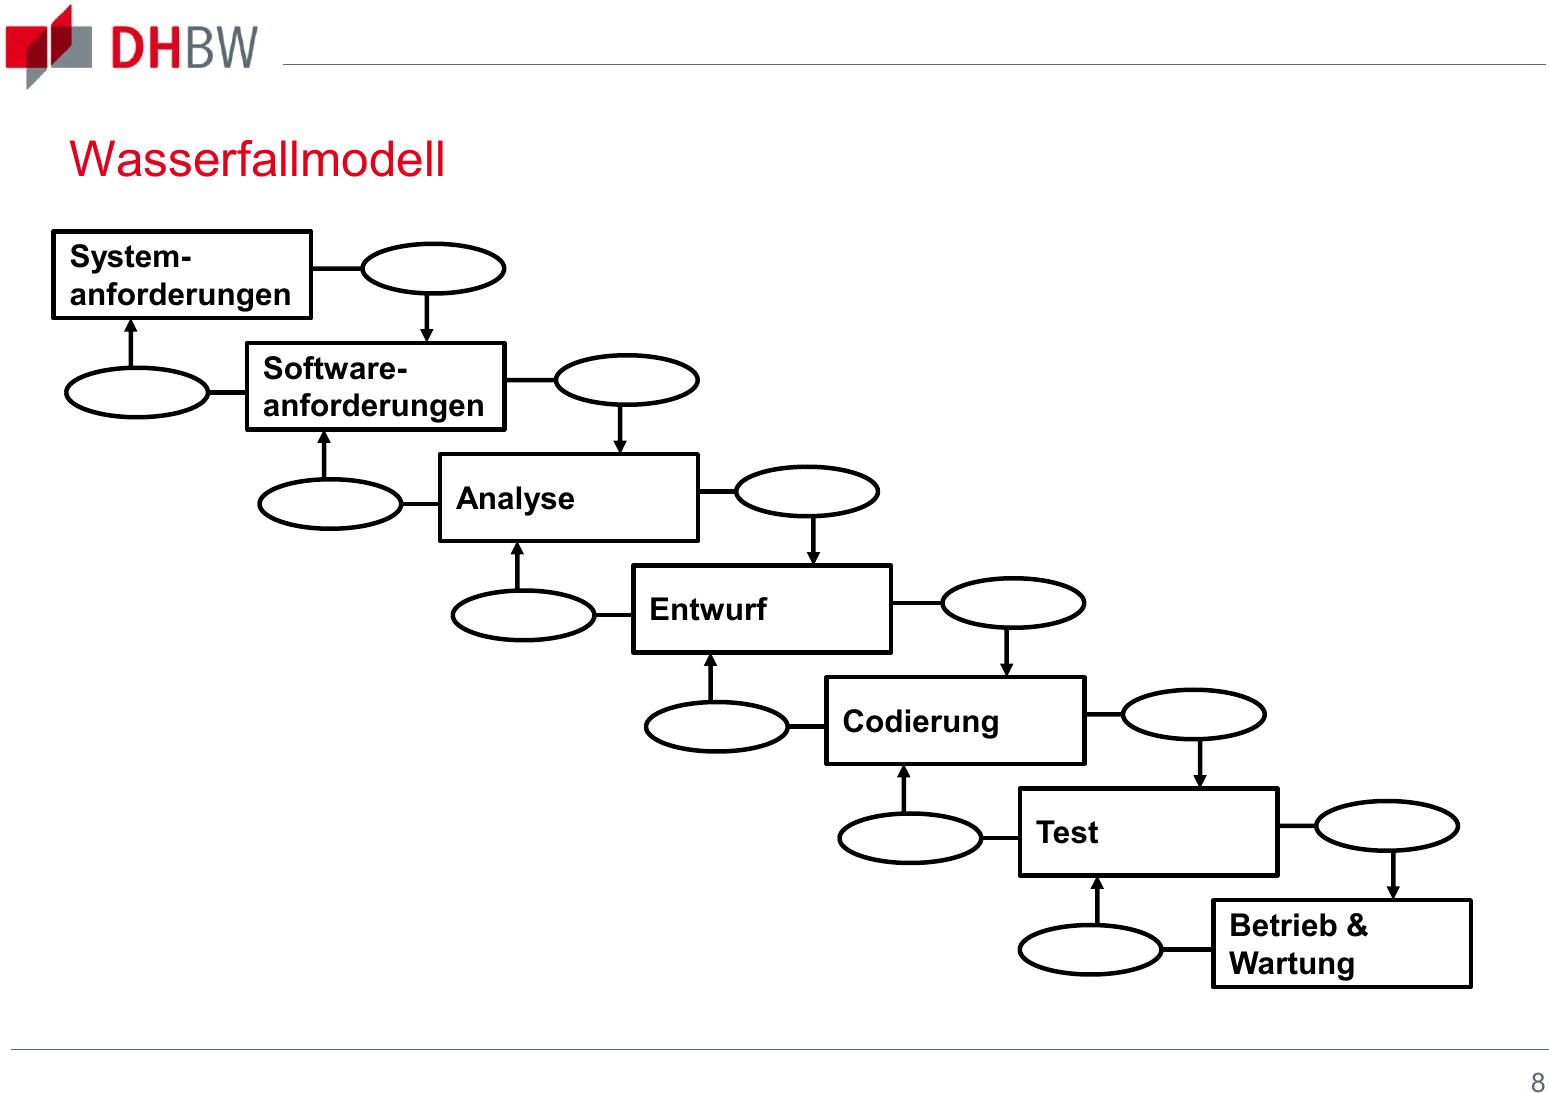 DHBW
Wasserfallmodell
System-
anforderungen
Software-
anforderungen
Analyse
Entwurf
Codierung
Test
Betrieb &
Wartung
8